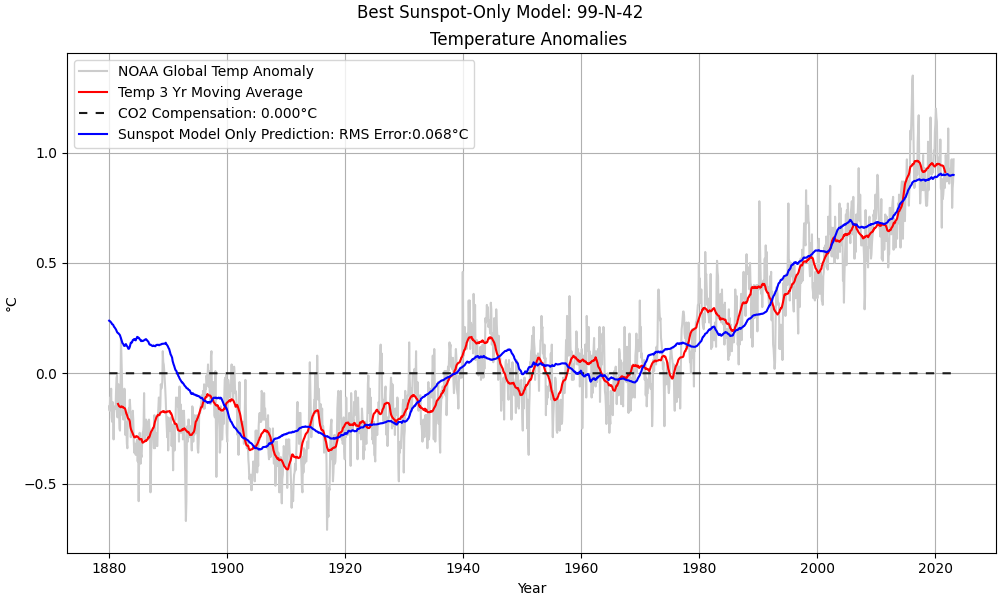 Best Sunspot-Only Model: 99-N-42
Temperature Anomalies
NOAA Global Temp Anomaly
Temp 3 Yr Moving Average
CO2 Compensation: 0.000°C
Sunspot Model Only Prediction: RMS Error:0.068°C
1.0
0.5
0.0
−0.5
°C
1880 1900 1920 1940 1960 1980 2000 2020
Year